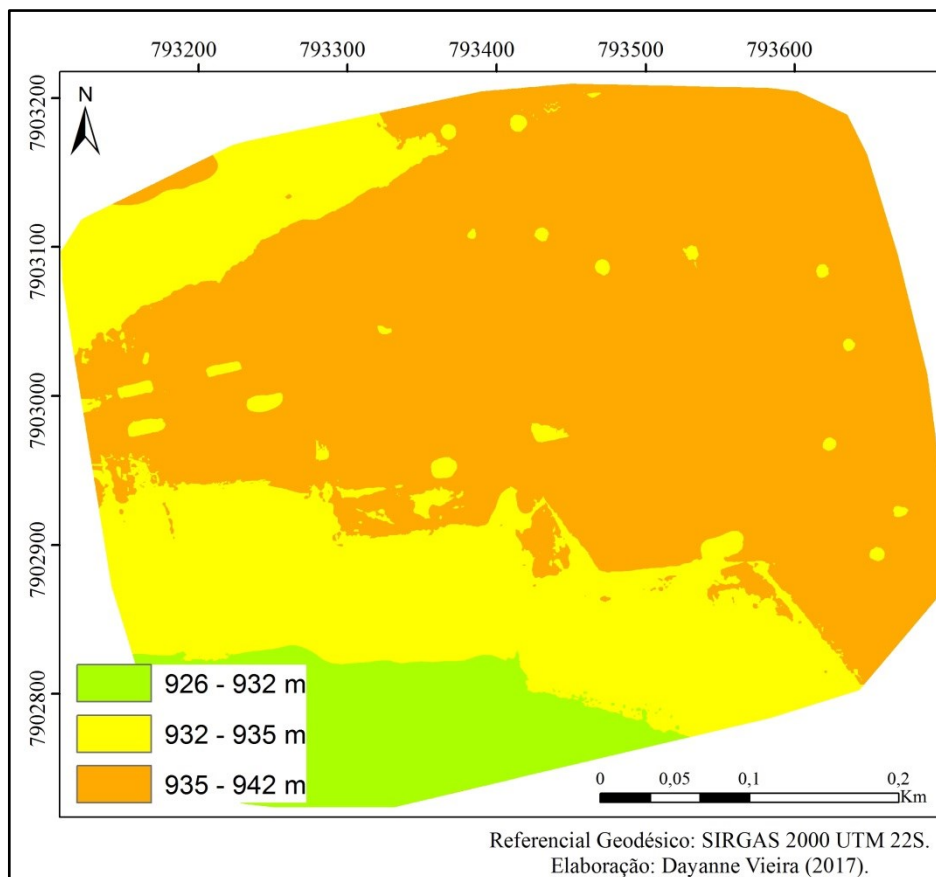 793200 793300 793400 793500 793600
N
7903200
7903100
7903000
7902900
7902800
926 - 932 m
932 - 935 m
935 - 942 m
0 0,05 0,1 0,2
Km
Referencial Geodésico: SIRGAS 2000 UTM 22S.
Elaboração: Dayanne Vieira (2017).